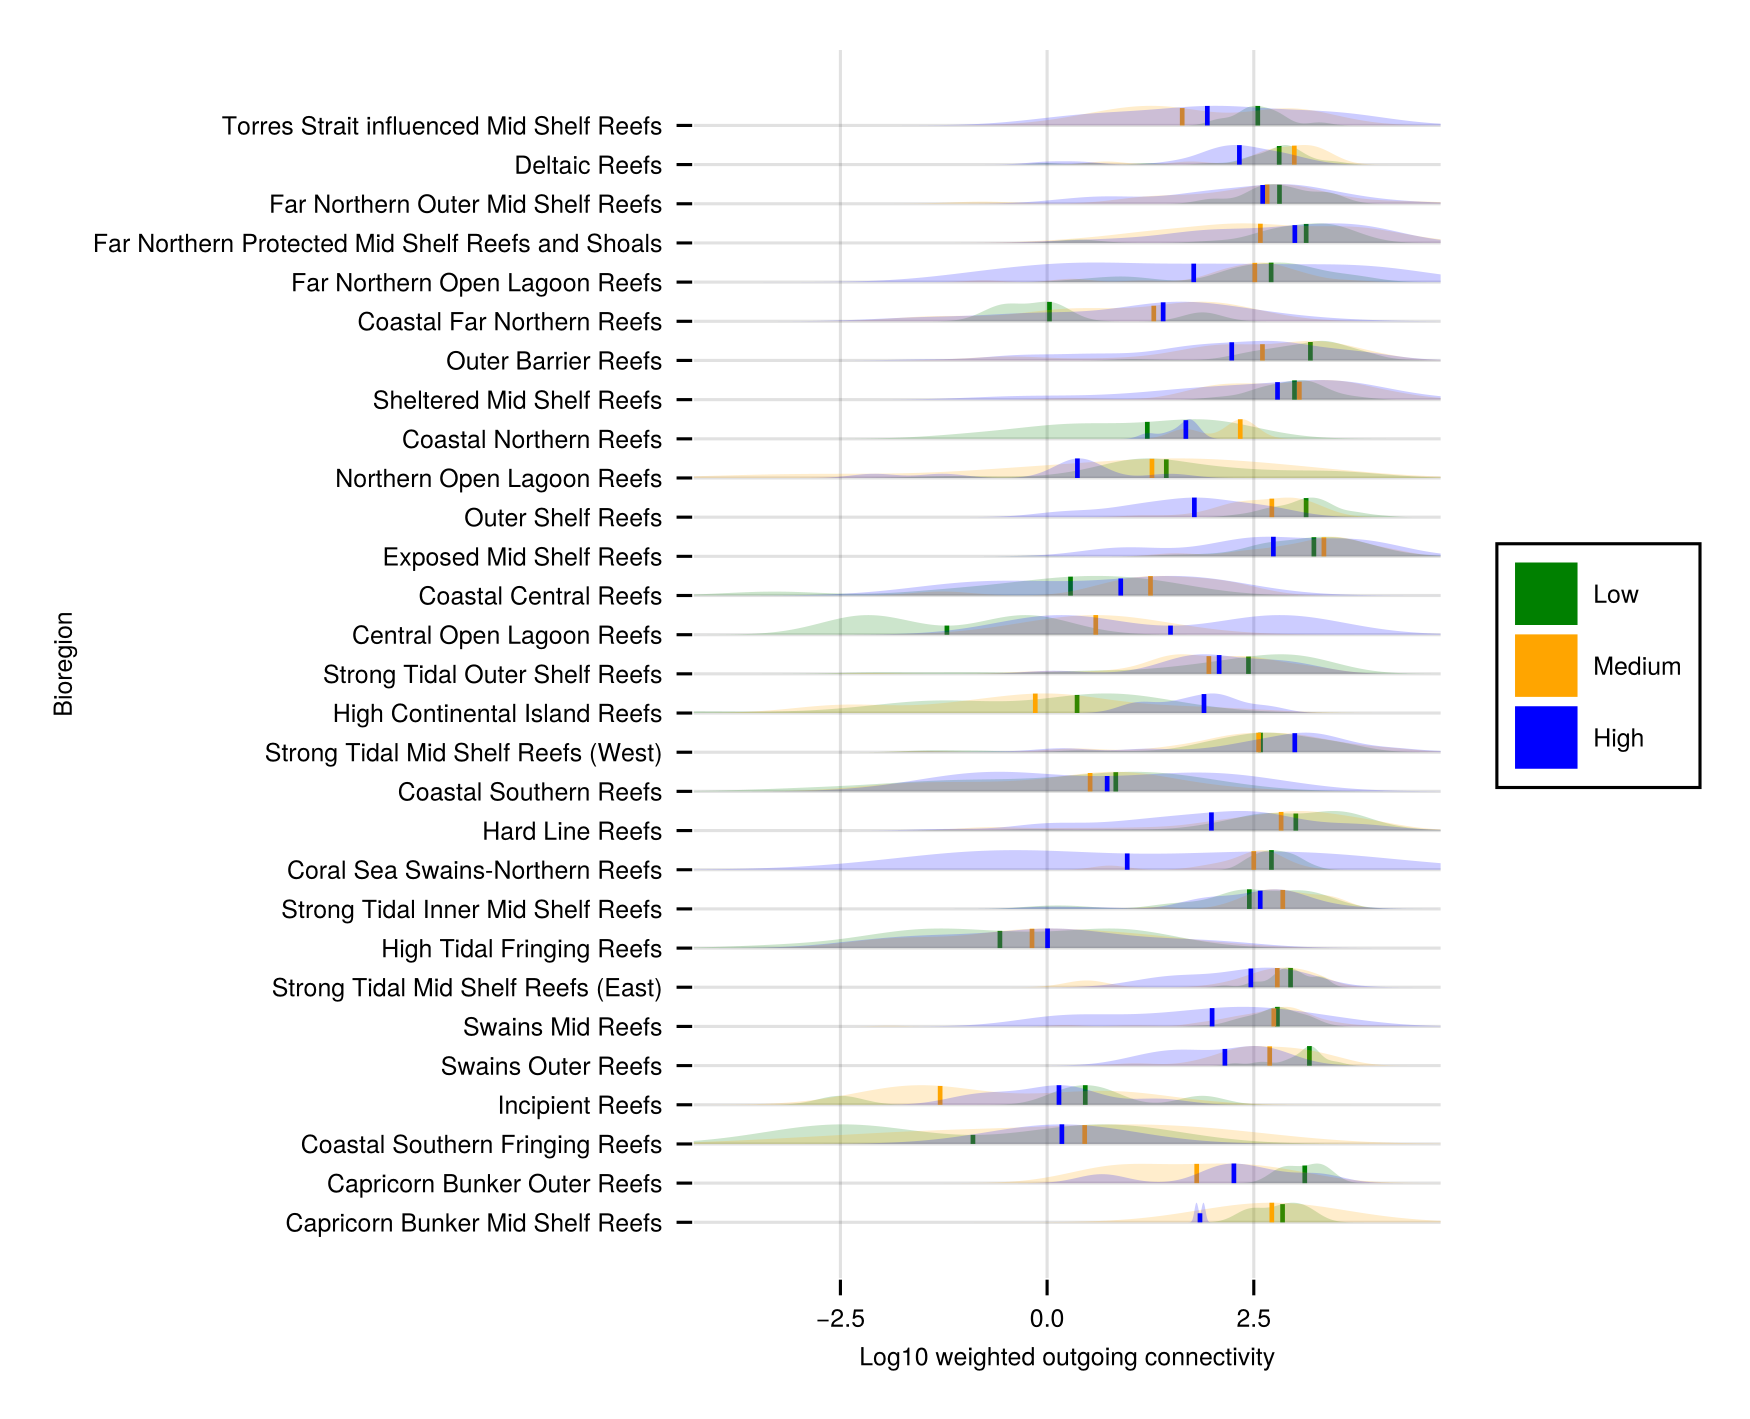 Torres Strait influenced Mid Shelf Reefs
Deltaic Reefs
Far Northern Outer Mid Shelf Reefs
Far Northern Protected Mid Shelf Reefs and Shoals
Far Northern Open Lagoon Reefs
Coastal Far Northern Reefs
Outer Barrier Reefs
Sheltered Mid Shelf Reefs
Coastal Northern Reefs
Northern Open Lagoon Reefs
Outer Shelf Reefs
Exposed Mid Shelf Reefs
Coastal Central Reefs
Central Open Lagoon Reefs
Strong Tidal Outer Shelf Reefs
High Continental Island Reefs
Strong Tidal Mid Shelf Reefs (West)
Coastal Southern Reefs
Hard Line Reefs
Coral Sea Swains-Northern Reefs
Strong Tidal Inner Mid Shelf Reefs
High Tidal Fringing Reefs
Strong Tidal Mid Shelf Reefs (East)
Swains Mid Reefs
Swains Outer Reefs
Incipient Reefs
Coastal Southern Fringing Reefs
Capricorn Bunker Outer Reefs
Capricorn Bunker Mid Shelf Reefs
Bioregion
−2.5 0.0 2.5
Log10 weighted outgoing connectivity
Low
Medium
High